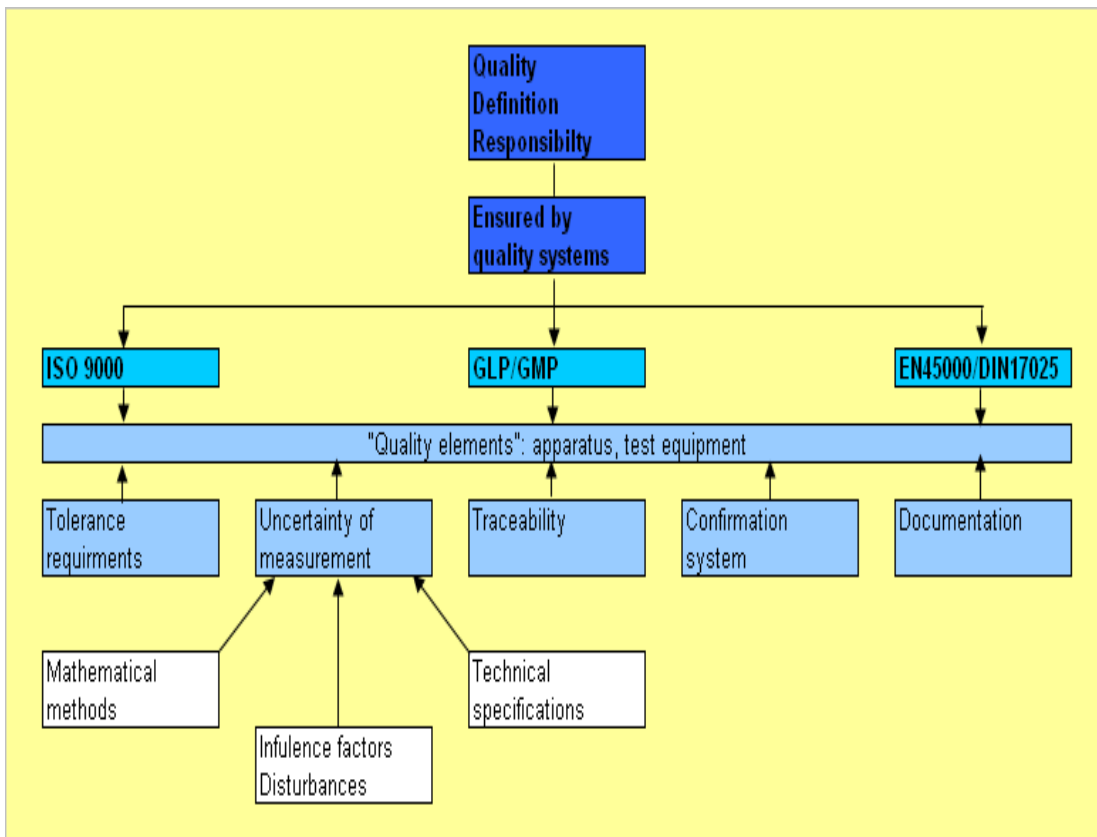 Quality
Definition
Responsibilty
Ensured by
quality systems
ISO 9000
GLP/GMP
EN45000/DIN17025
"Quality elements": apparatus, test equipment
Tolerance
requirments
Uncertainty of
measurement
Traceability
Confirmation
system
Documentation
Mathematical
methods
Technical
specifications
Infulence factors
Disturbances